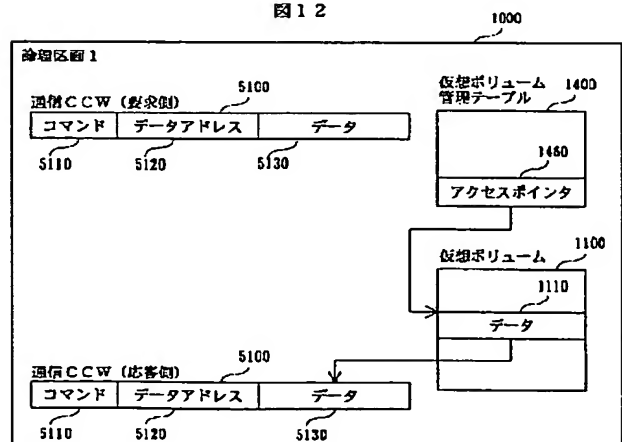 図12
1000
論理区画1
通信CCW(要求側)
5100
コマンド データアドレス データ
5110 5120 5130
仮想ボリューム
管理テーブル
1400
1460
アクセスポインタ
仮想ボリューム
1100
1110
データ
通信CCW(応答側)
5100
コマンド データアドレス データ
5110 5120 5130